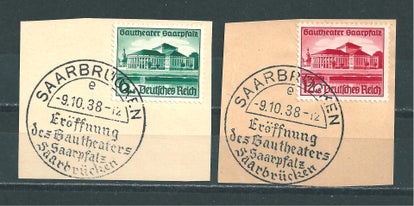 Gautheater Saarpfalz
Deutsches Reich
SAARBRÜCKEN
e
-9.10.38-12
Eröffnung
des Gautheaters
Saarpfalz
Saarbrücken
Gautheater Saarpfalz
12
Deutsches Reich
SAARBRÜCKEN
e
-9.10.38-12
Eröffnung
des Gautheaters
Saarpfalz
Saarbrücken